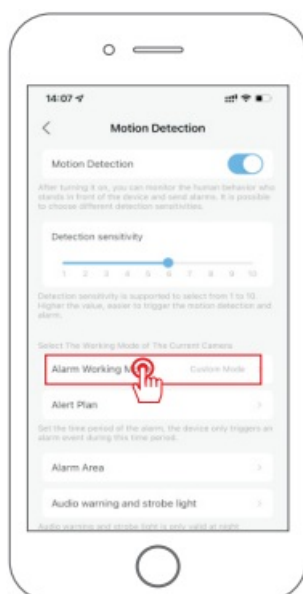 14:07
Motion Detection
Motion Detection
After turning it on, you can monitor the human behavior who
stands in front of the device and send alarms. It is possible
to choose different detection sensitivities.
Detection sensitivity
1 2 3 4 5 6 7 8 9 10
Detection sensitivity is supported to select from 1 to 10.
Higher the value, easier to trigger the motion detection and
alarm.
Select The Working Mode of The Current Camera
Alarm Working Custom Mode
Alert Plan
Set the time period of the alarm, the device only triggers an
alarm event during this time period.
Alarm Area
Audio warning and strobe light
Audio warning and strobe light is only valid at night